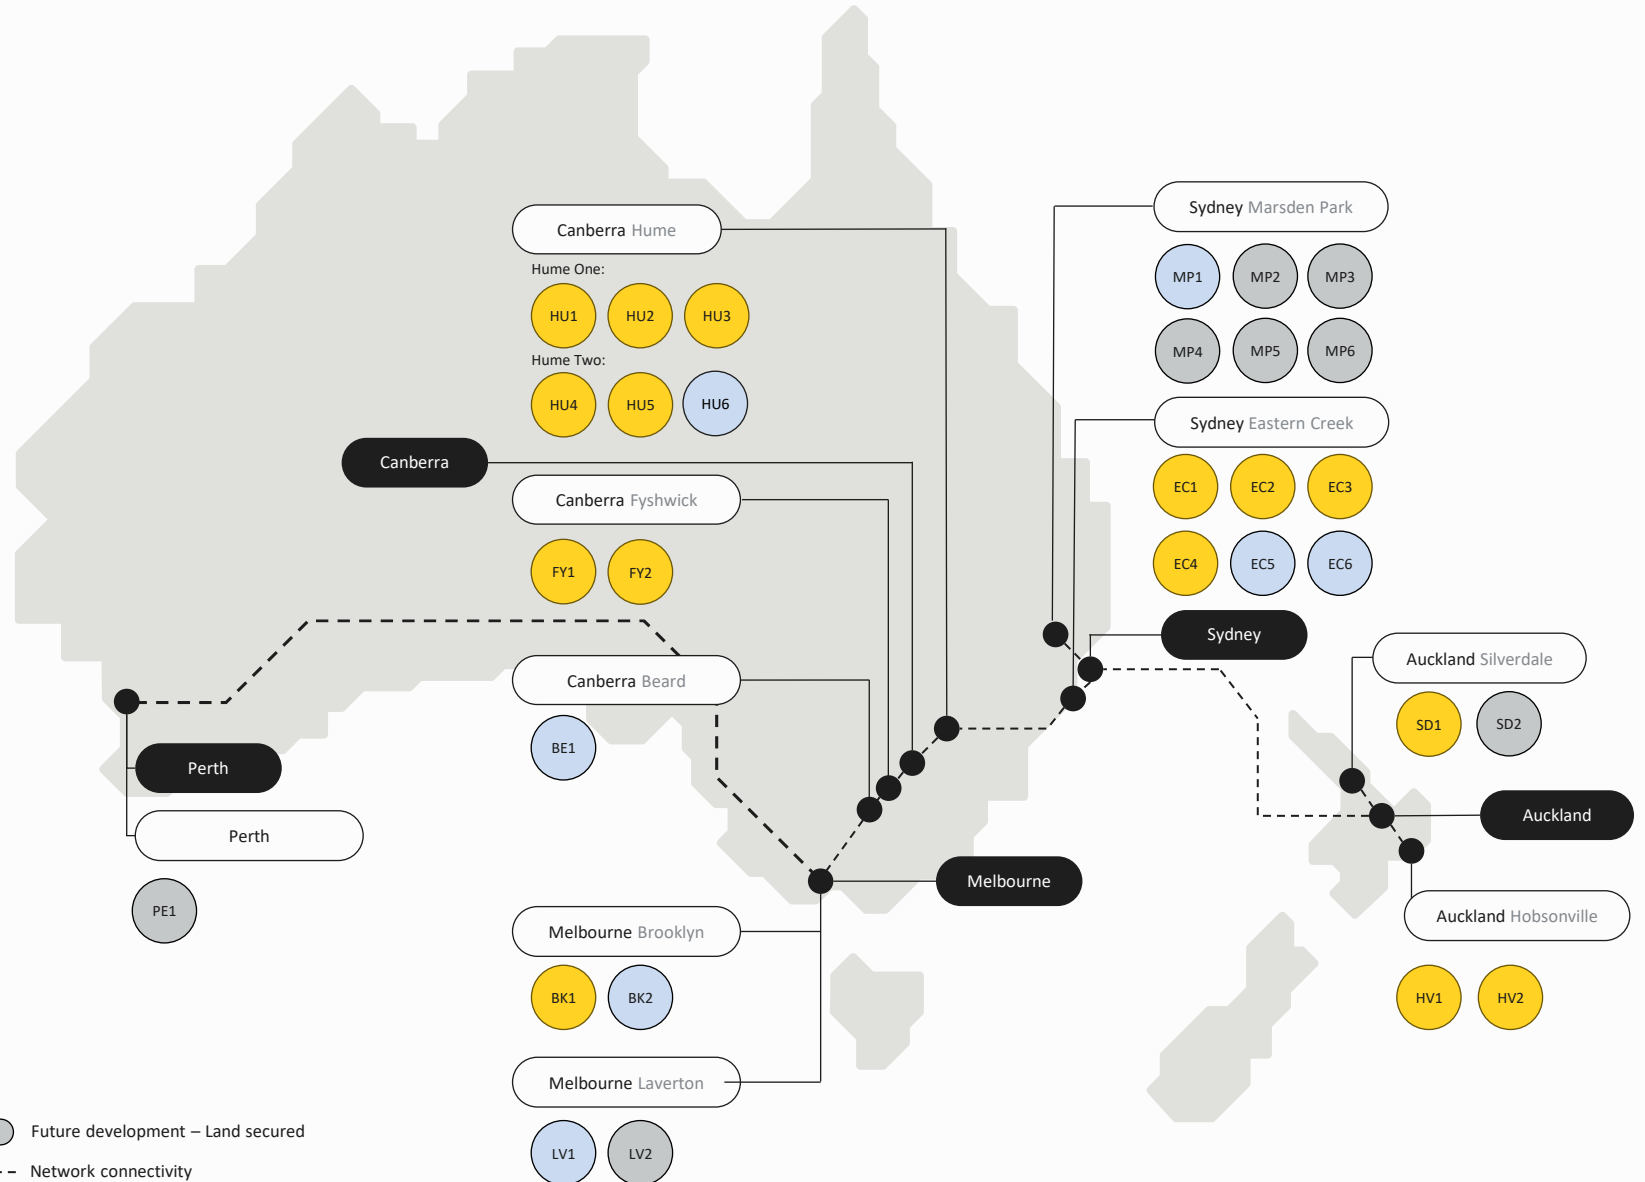 Canberra Hume
Hume One:
HU1 HU2 HU3
Hume Two:
HU4 HU5 HU6
Canberra
Canberra Fyshwick
FY1 FY2
Canberra Beard
BE1
Perth
Perth
PE1
Melbourne
Melbourne Brooklyn
BK1 BK2
Melbourne Laverton
LV1 LV2
Sydney Marsden Park
MP1 MP2 MP3
MP4 MP5 MP6
Sydney Eastern Creek
EC1 EC2 EC3
EC4 EC5 EC6
Sydney
Auckland Silverdale
SD1 SD2
Auckland
Auckland Hobsonville
HV1 HV2
Future development – Land secured
Network connectivity